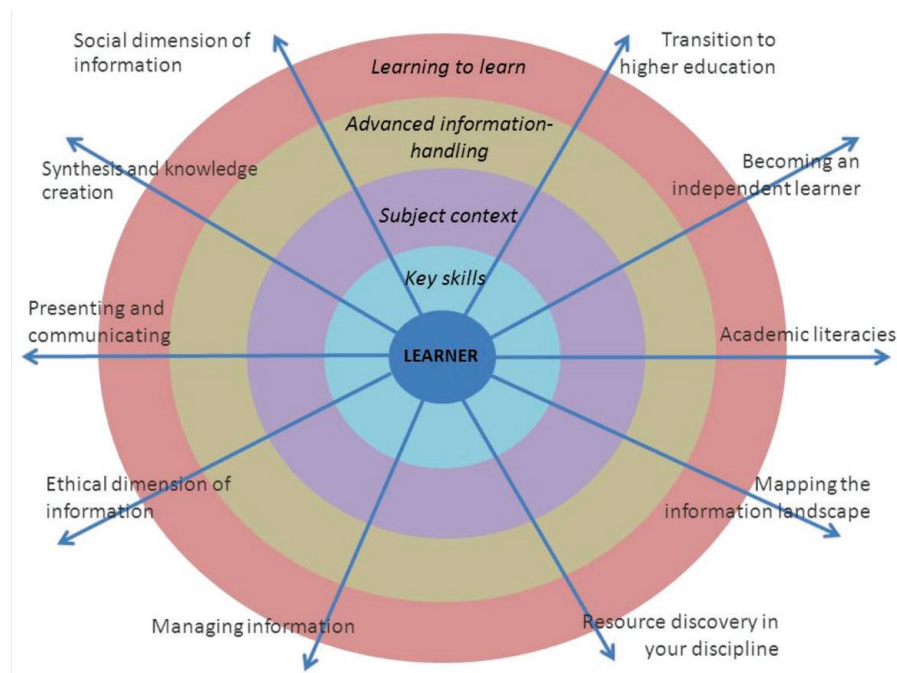 Social dimension of
information
Learning to learn
Transition to
higher education
Advanced information-
handling
Synthesis and knowledge
creation
Becoming an
independent learner
Subject context
Key skills
Presenting and
communicating
LEARNER
Academic literacies
Ethical dimension of
information
Mapping the
information landscape
Managing information
Resource discovery in
your discipline